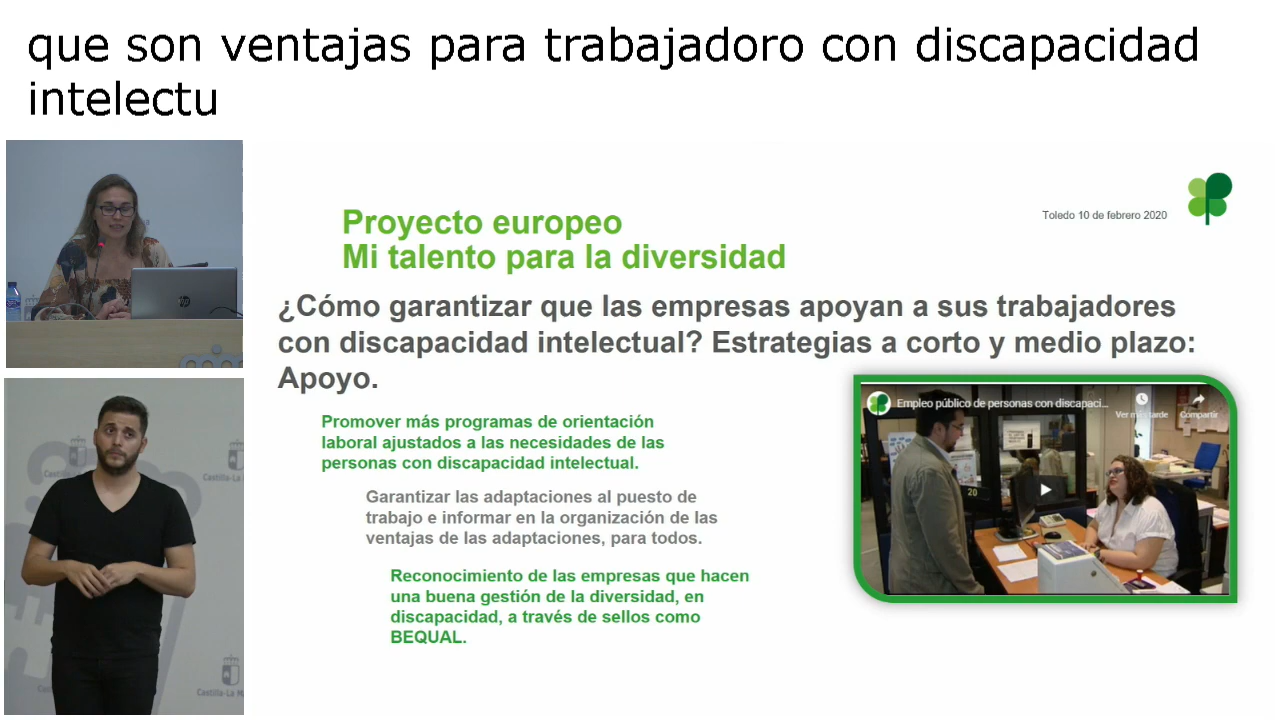 que son ventajas para trabajadoro con discapacidad
intelectu
Proyecto europeo
Mi talento para la diversidad
Toledo 10 de febrero 2020
¿Cómo garantizar que las empresas apoyan a sus trabajadores
con discapacidad intelectual? Estrategias a corto y medio plazo:
Apoyo.
Promover más programas de orientación
laboral ajustados a las necesidades de las
personas con discapacidad intelectual.
Garantizar las adaptaciones al puesto de
trabajo e informar en la organización de las
ventajas de las adaptaciones, para todos.
Reconocimiento de las empresas que hacen
una buena gestión de la diversidad, en
discapacidad, a través de sellos como
BEQUAL.
Empleo público de personas con discapaci...
Ver más tarde
Compartir
20
hp
Castilla-La